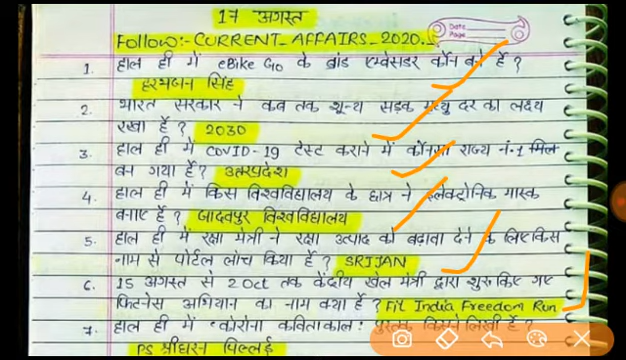 17 अगस्त
Date
Page
Follow:- CURRENT_AFFAIRS_2020..
1. हाल ही में eBike Go के ब्रांड एम्बेसडर कौन बने हैं?
हरभजन सिंह
2. भारत सरकार ने कब तक शून्य सड़क मृत्यु दर का लक्ष्य
रखा हैं? 2030
3. हाल ही में COVID-19 टेस्ट कराने में कौनसा राज्य नं.1
बन गया हैं? उत्तरप्रदेश
4. हाल ही में किस विश्वविद्यालय के छात्र ने इलेक्ट्रोनिक मास्क
बनाए हैं? जादवपुर विश्वविद्यालय
5. हाल ही में रक्षा मंत्री ने रक्षा उत्पाद को बढ़ावा देने के लिए किस
नाम से पोर्टल लोंच किया हैं? SRIJAN
6. 15 अगस्त से 2 Oct तक केंद्रीय खेल मंत्री द्वारा शुरू किए गए
फिटनेस अभियान का नाम क्या हैं? Fit India Freedom Run
7. हाल ही में 'कोरोना कविताकाल' पुस्तक किसने लिखी हैं?
PS श्रीधरन पिल्लई